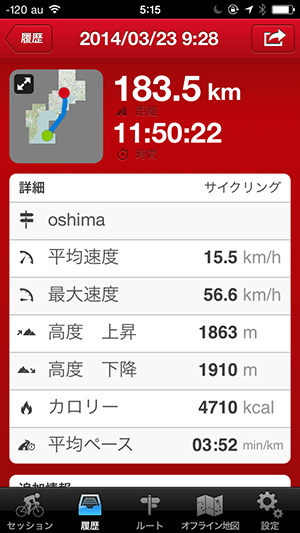 -120 au 5:15
履歴 2014/03/23 9:28
183.5 km
距離
11:50:22
時間
詳細 サイクリング
oshima
平均速度 15.5 km/h
最大速度 56.6 km/h
高度 上昇 1863 m
高度 下降 1910 m
カロリー 4710 kcal
平均ペース 03:52 min/km
追加情報
セッション 履歴 ルート オフライン地図 設定